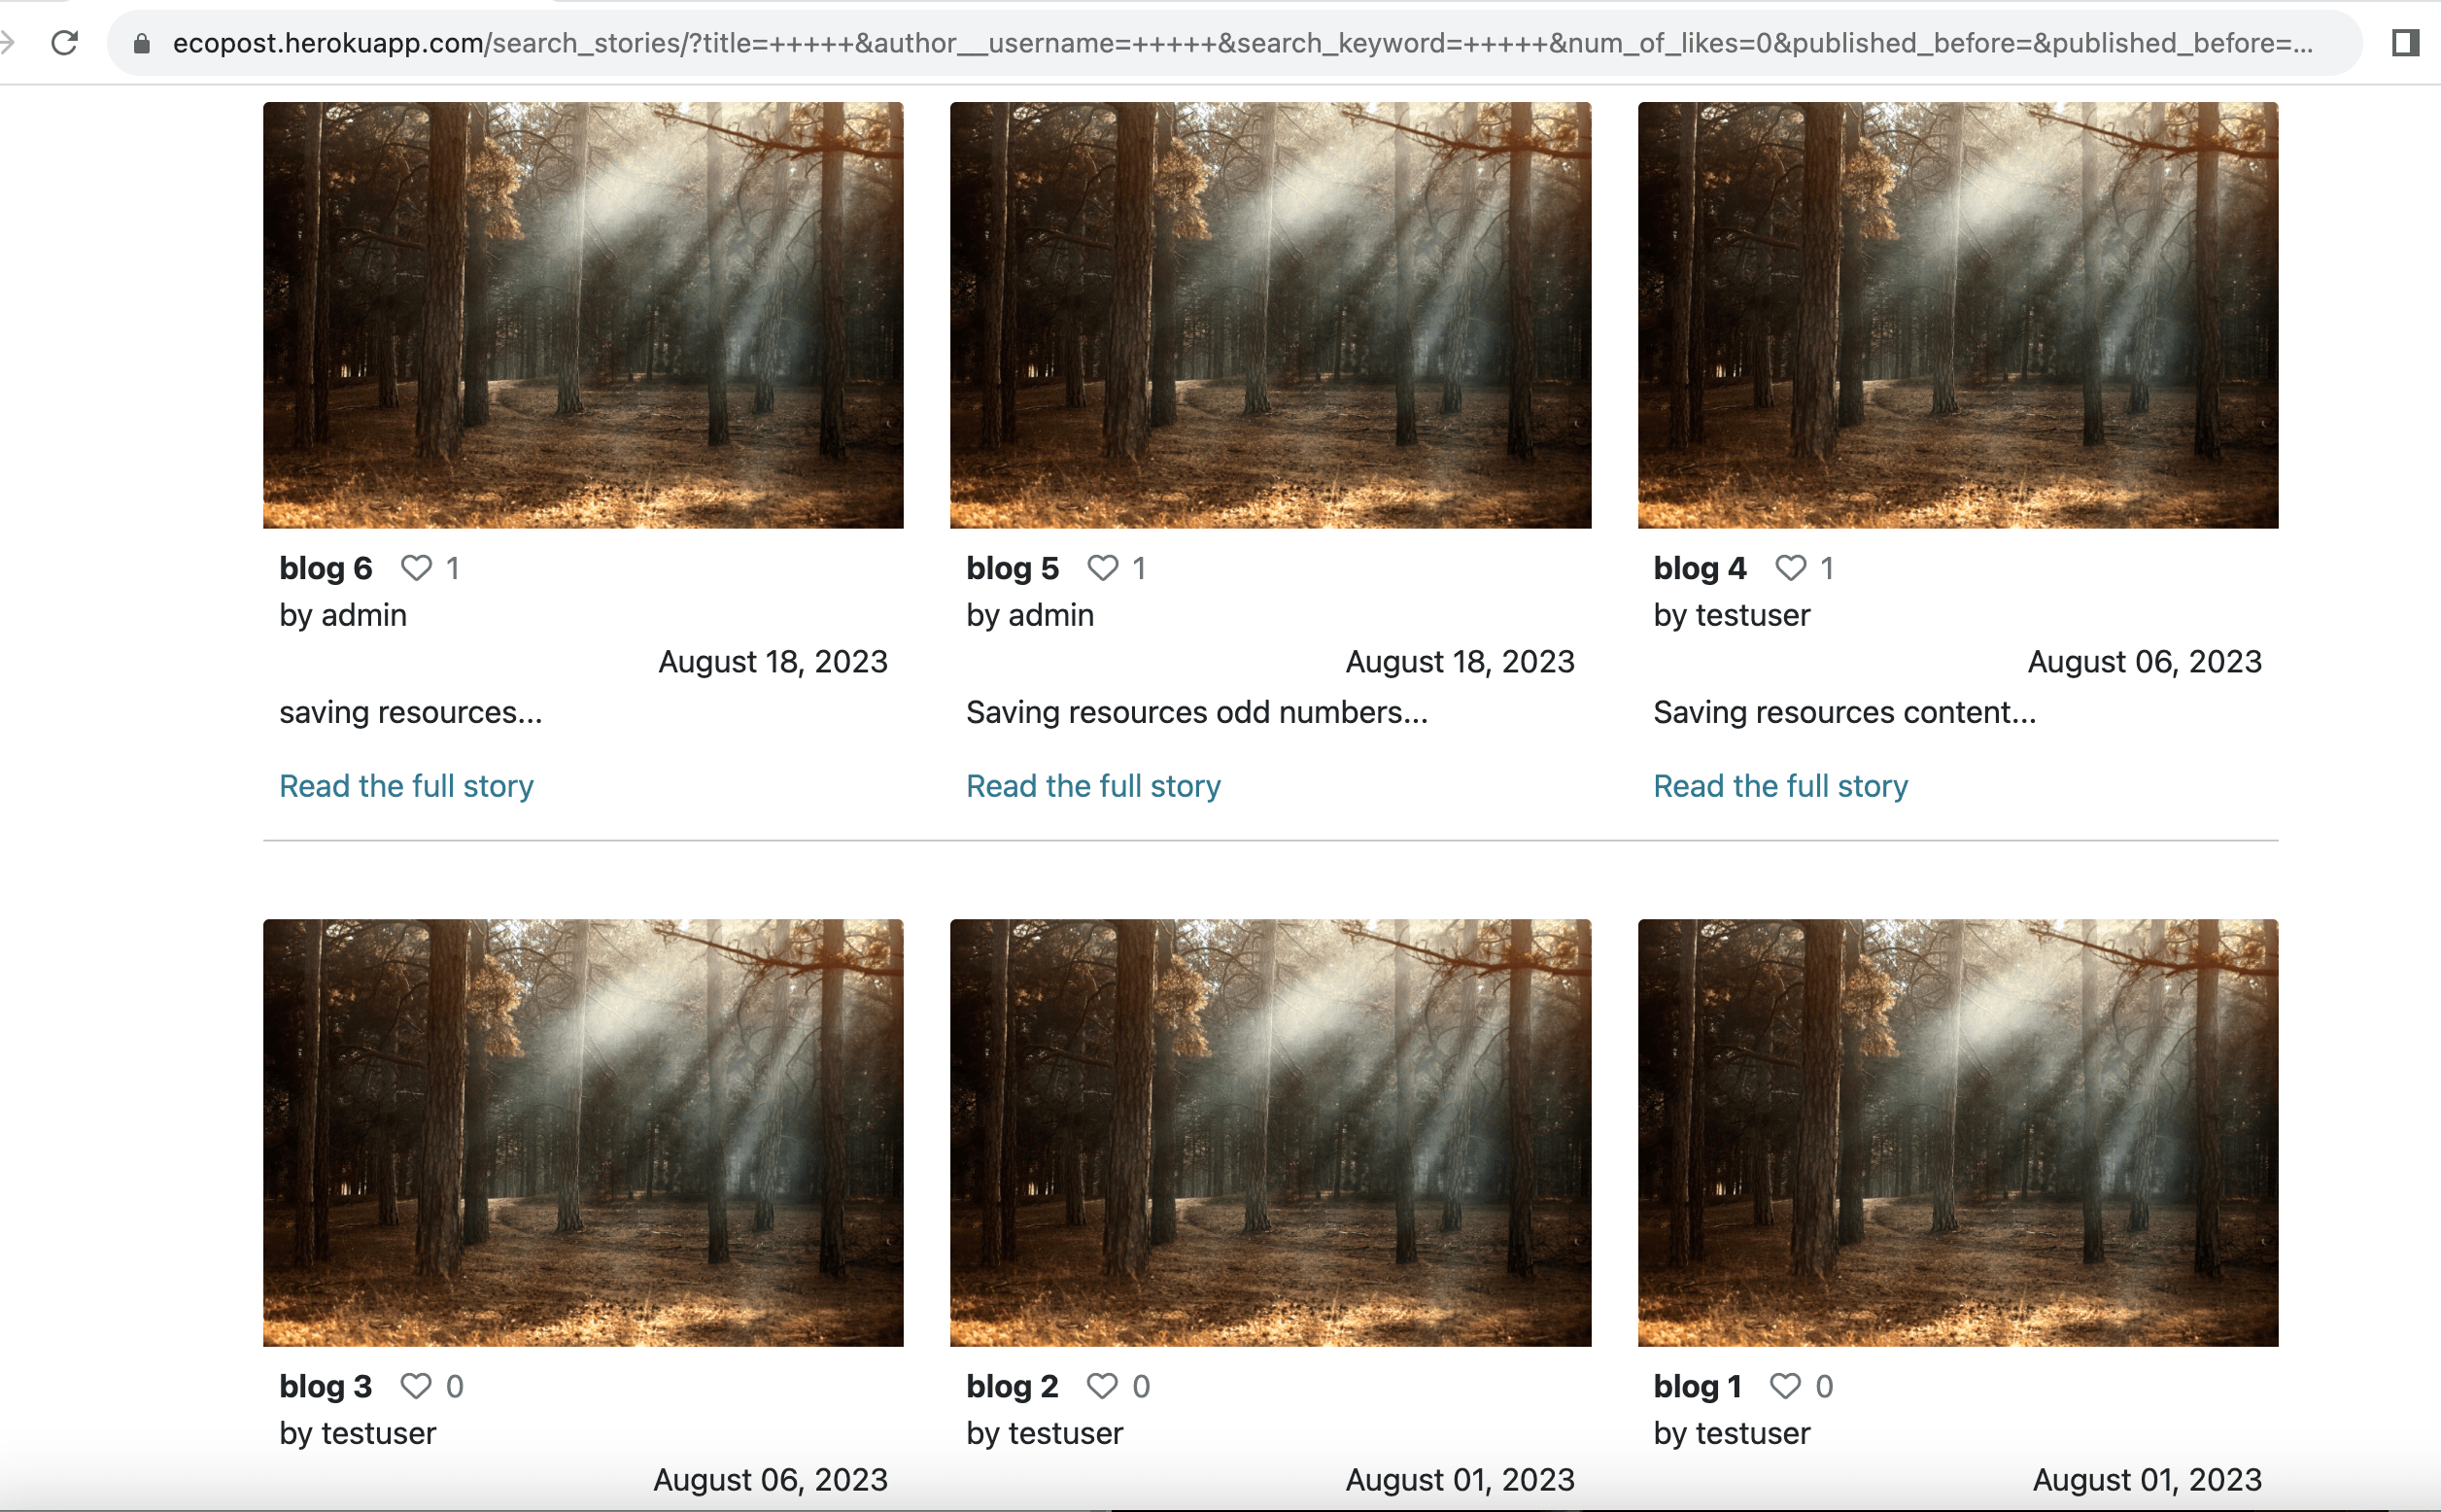 ecopost.herokuapp.com/search_stories/?title=+++++&author__username=+++++&search_keyword=+++++&num_of_likes=0&published_before=&published_before=...
blog 6 1
by admin
August 18, 2023
saving resources...
Read the full story
blog 5 1
by admin
August 18, 2023
Saving resources odd numbers...
Read the full story
blog 4 1
by testuser
August 06, 2023
Saving resources content...
Read the full story
blog 3 0
by testuser
August 06, 2023
blog 2 0
by testuser
August 01, 2023
blog 1 0
by testuser
August 01, 2023